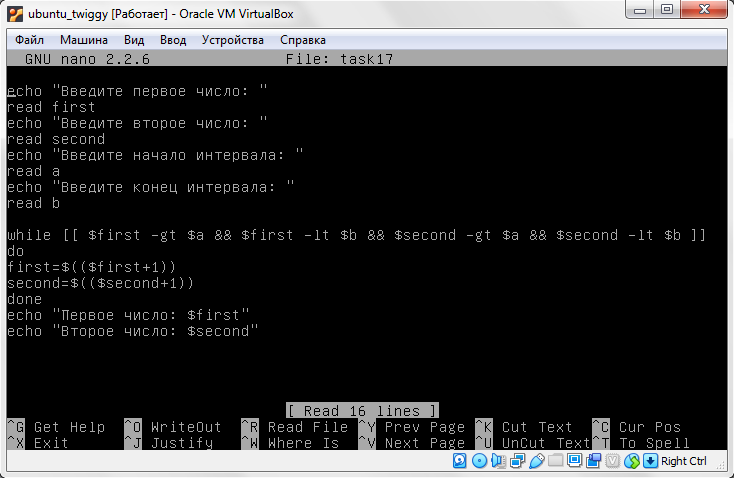 ubuntu_twiggy [Работает] - Oracle VM VirtualBox
Файл Машина Вид Ввод Устройства Справка
GNU nano 2.2.6 File: task17
echo "Введите первое число: "
read first
echo "Введите второе число: "
read second
echo "Введите начало интервала: "
read a
echo "Введите конец интервала: "
read b
while [[ $first -gt $a && $first -lt $b && $second -gt $a && $second -lt $b ]]
do
first=$(($first+1))
second=$(($second+1))
done
echo "Первое число: $first"
echo "Второе число: $second"
[ Read 16 lines ]
^G Get Help ^O WriteOut ^R Read File ^Y Prev Page ^K Cut Text ^C Cur Pos
^X Exit ^J Justify ^W Where Is ^V Next Page ^U UnCut Text ^T To Spell
Right Ctrl